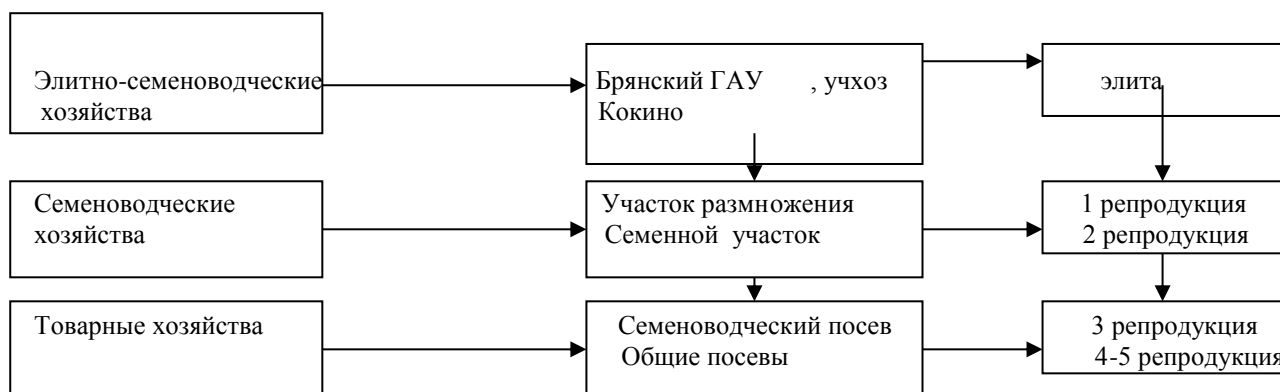 Элитно-семеноводческие
хозяйства
Брянский ГАУ , учхоз
Кокино
элита
Семеноводческие
хозяйства
Участок размножения
Семенной участок
1 репродукция
2 репродукция
Товарные хозяйства
Семеноводческий посев
Общие посевы
3 репродукция
4-5 репродукция